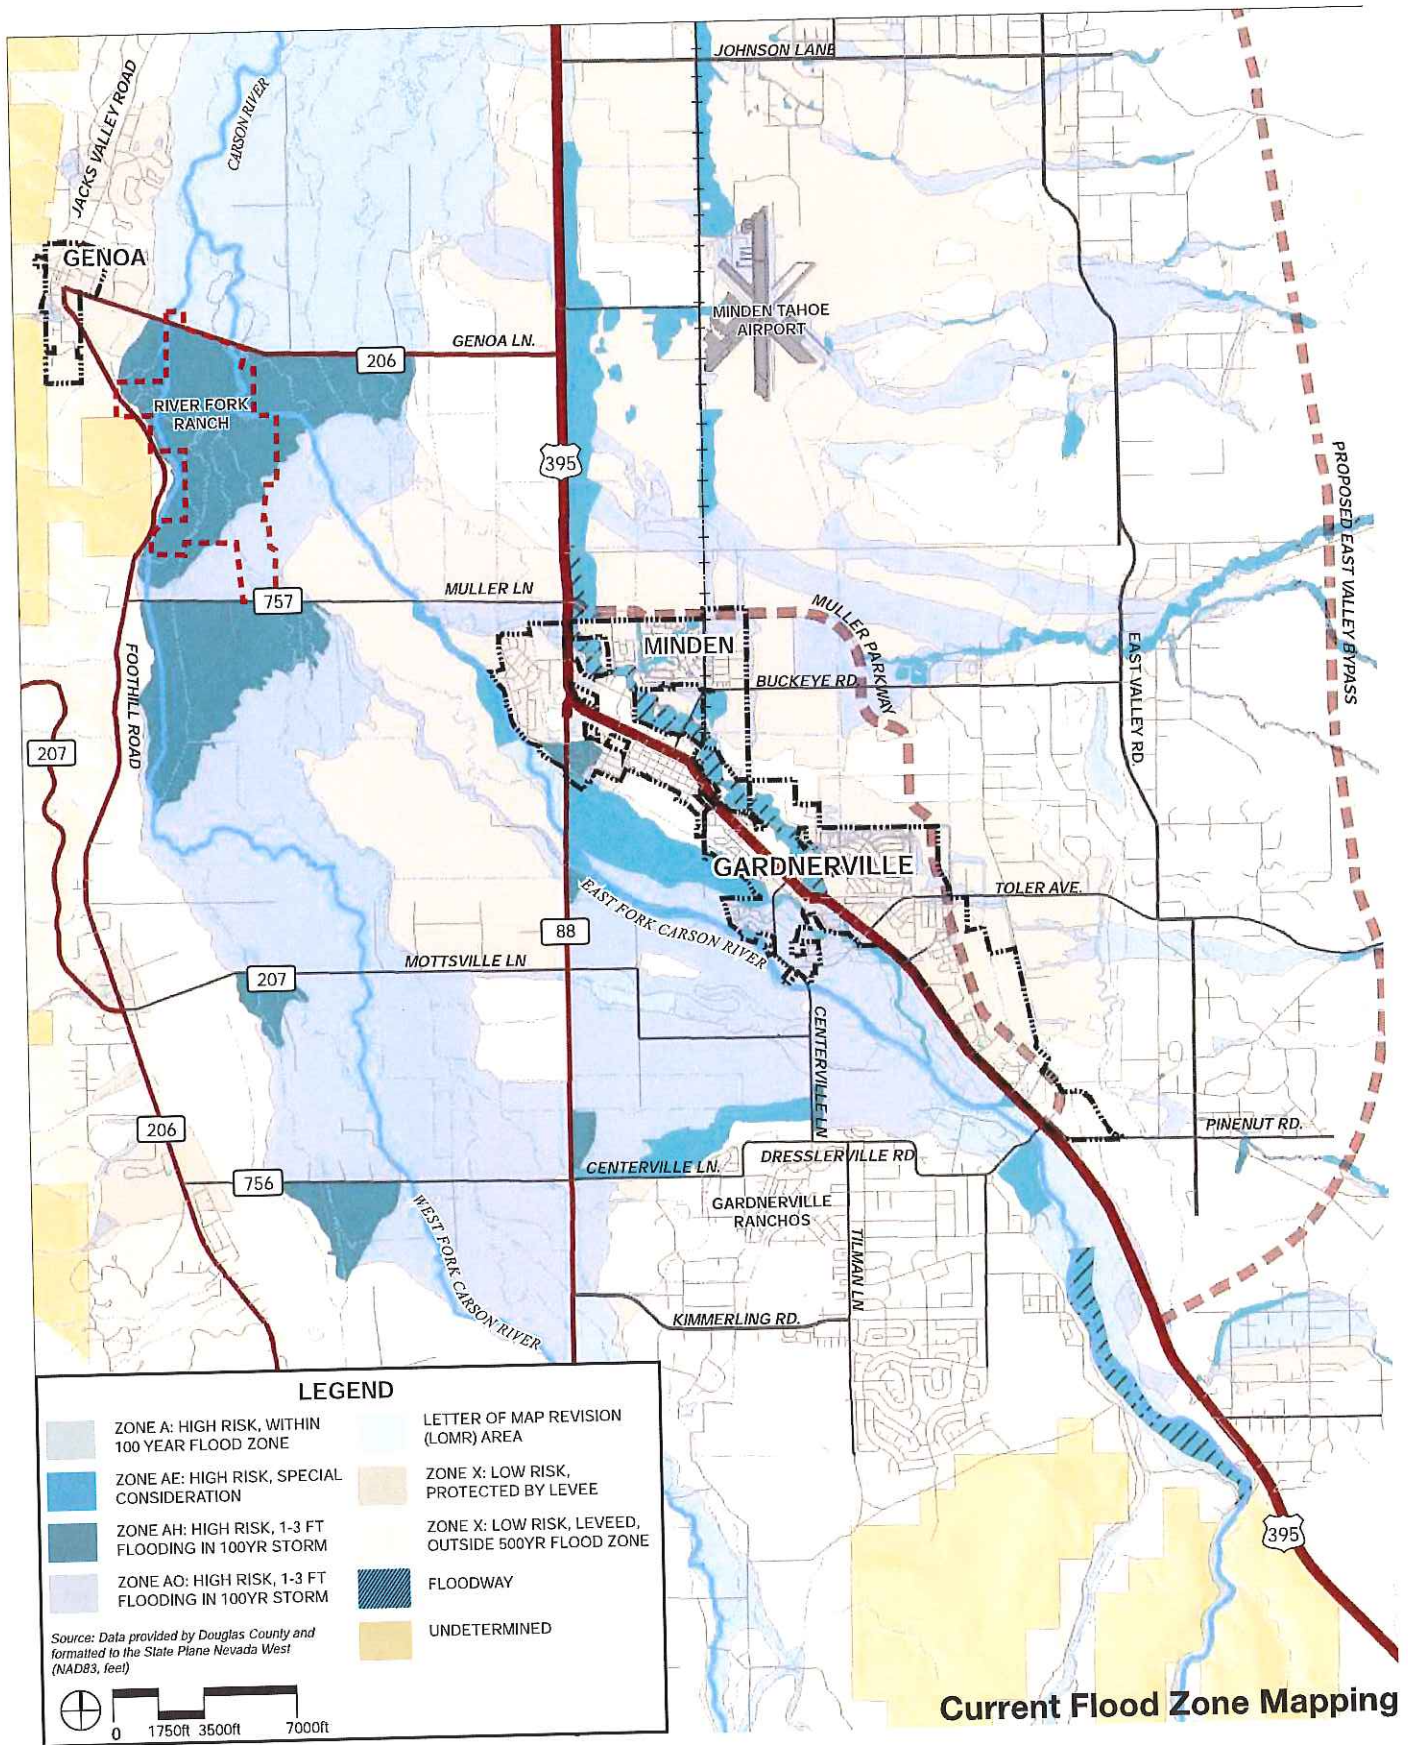 JOHNSON LANE
JACKS VALLEY ROAD
CARSON RIVER
GENOA
MINDEN TAHOE
AIRPORT
GENOA LN.
206
RIVER FORK
RANCH
395
PROPOSED EAST VALLEY BYPASS
MULLER LN
757
MULLER PARKWAY
MINDEN
BUCKEYE RD.
EAST VALLEY RD.
FOOTHILL ROAD
207
GARDNERVILLE
TOLER AVE.
EAST FORK CARSON RIVER
88
MOTTSVILLE LN
207
CENTERVILLE LN
206
PINENUT RD.
DRESSLERVILLE RD
CENTERVILLE LN.
756
GARDNERVILLE
RANCHOS
WEST FORK CARSON RIVER
TILMAN LN
KIMMERLING RD.
395
LEGEND
ZONE A: HIGH RISK, WITHIN
100 YEAR FLOOD ZONE
ZONE AE: HIGH RISK, SPECIAL
CONSIDERATION
ZONE AH: HIGH RISK, 1-3 FT
FLOODING IN 100YR STORM
ZONE AO: HIGH RISK, 1-3 FT
FLOODING IN 100YR STORM
LETTER OF MAP REVISION
(LOMR) AREA
ZONE X: LOW RISK,
PROTECTED BY LEVEE
ZONE X: LOW RISK, LEVEED,
OUTSIDE 500YR FLOOD ZONE
FLOODWAY
UNDETERMINED
Source: Data provided by Douglas County and
formatted to the State Plane Nevada West
(NAD83, feet)
0 1750ft 3500ft 7000ft
Current Flood Zone Mapping